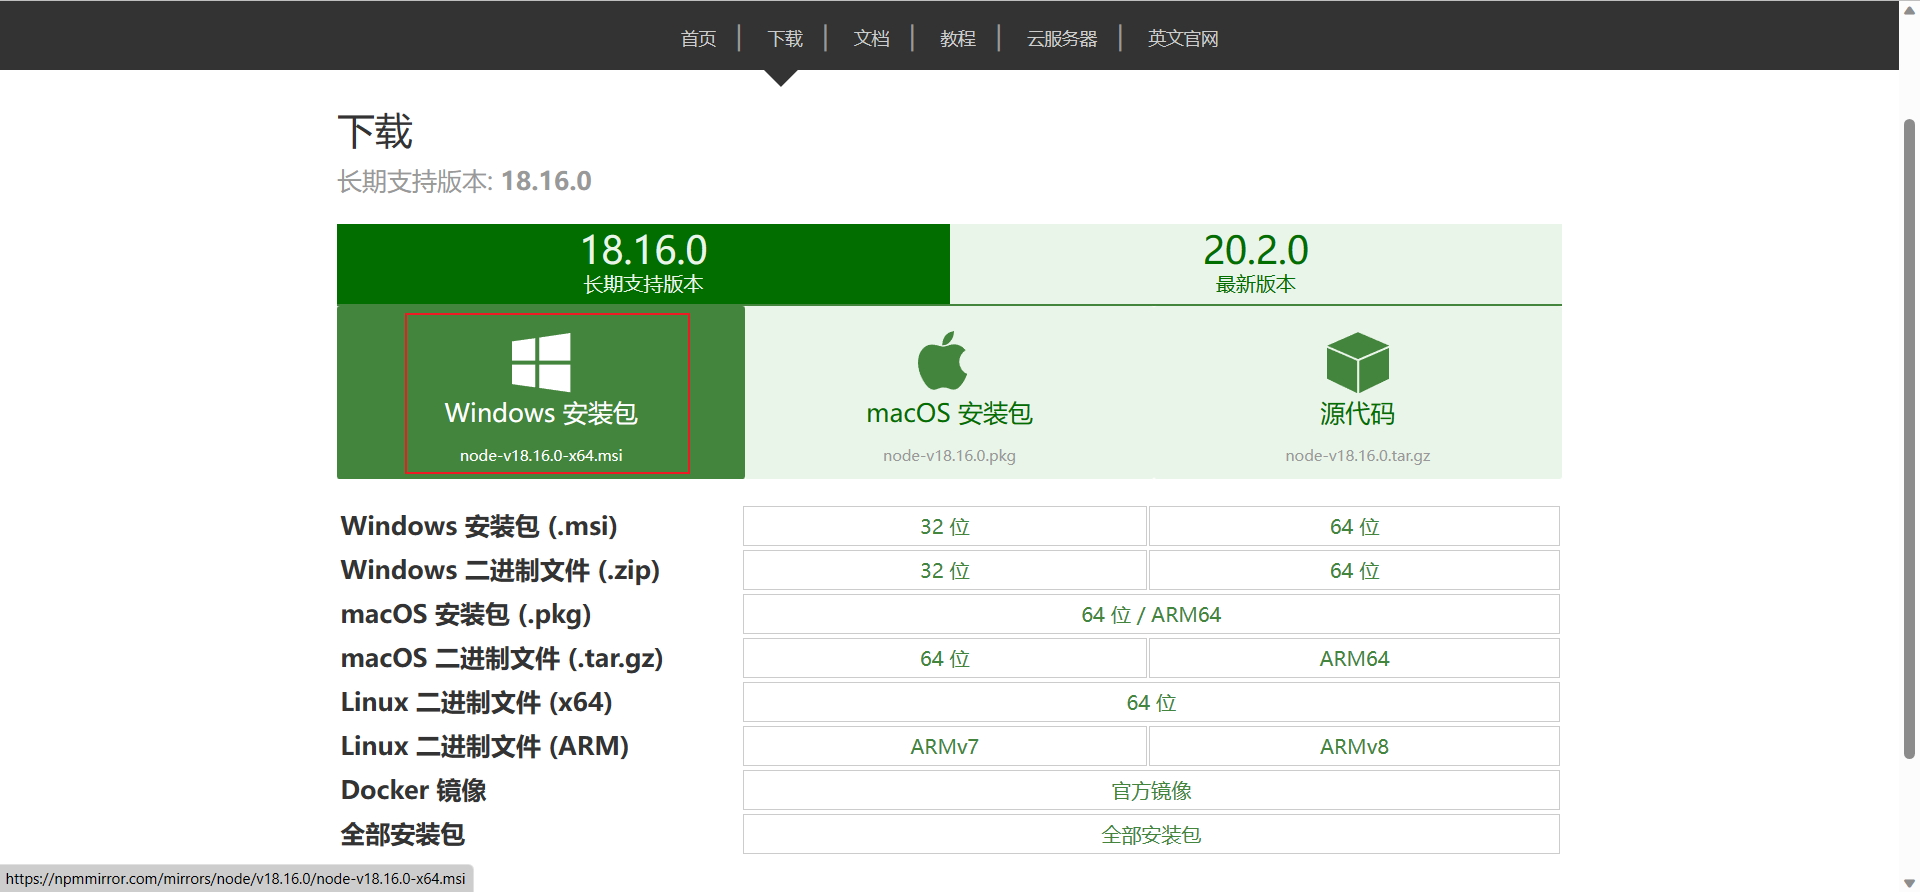 首页 | 下载 | 文档 | 教程 | 云服务器 | 英文官网
下载
长期支持版本: 18.16.0
18.16.0
长期支持版本
20.2.0
最新版本
Windows 安装包
node-v18.16.0-x64.msi
macOS 安装包
node-v18.16.0.pkg
源代码
node-v18.16.0.tar.gz
Windows 安装包 (.msi) 32 位 64 位
Windows 二进制文件 (.zip) 32 位 64 位
macOS 安装包 (.pkg) 64 位 / ARM64
macOS 二进制文件 (.tar.gz) 64 位 ARM64
Linux 二进制文件 (x64) 64 位
Linux 二进制文件 (ARM) ARMv7 ARMv8
Docker 镜像 官方镜像
全部安装包 全部安装包
https://npmmirror.com/mirrors/node/v18.16.0/node-v18.16.0-x64.msi